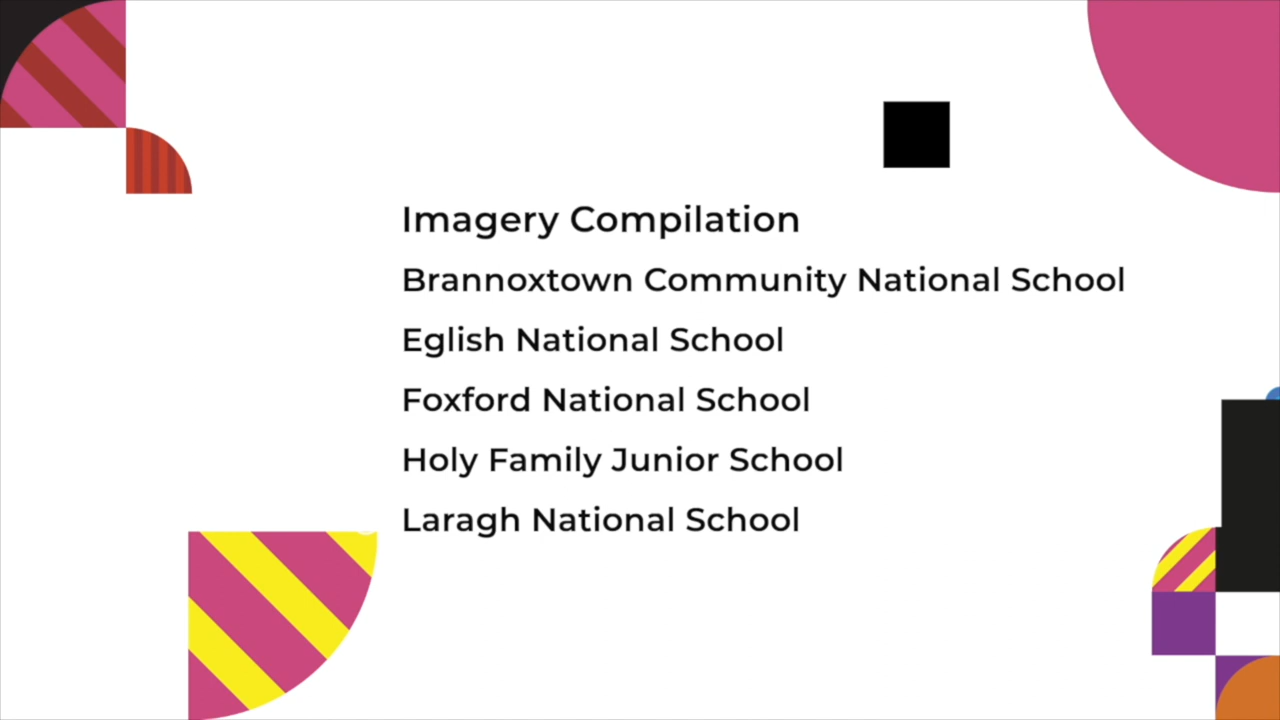 Imagery Compilation
Brannoxtown Community National School
Eglish National School
Foxford National School
Holy Family Junior School
Laragh National School